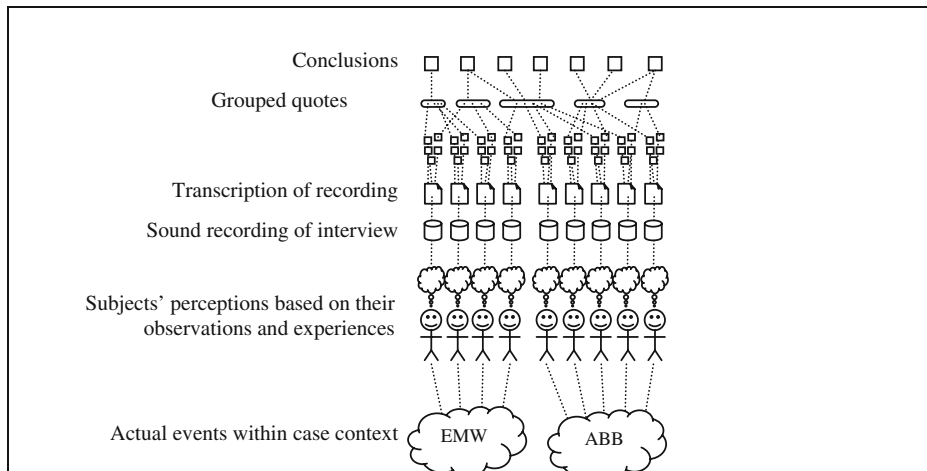 Conclusions
Grouped quotes
Transcription of recording
Sound recording of interview
Subjects’ perceptions based on their
observations and experiences
Actual events within case context
EMW
ABB